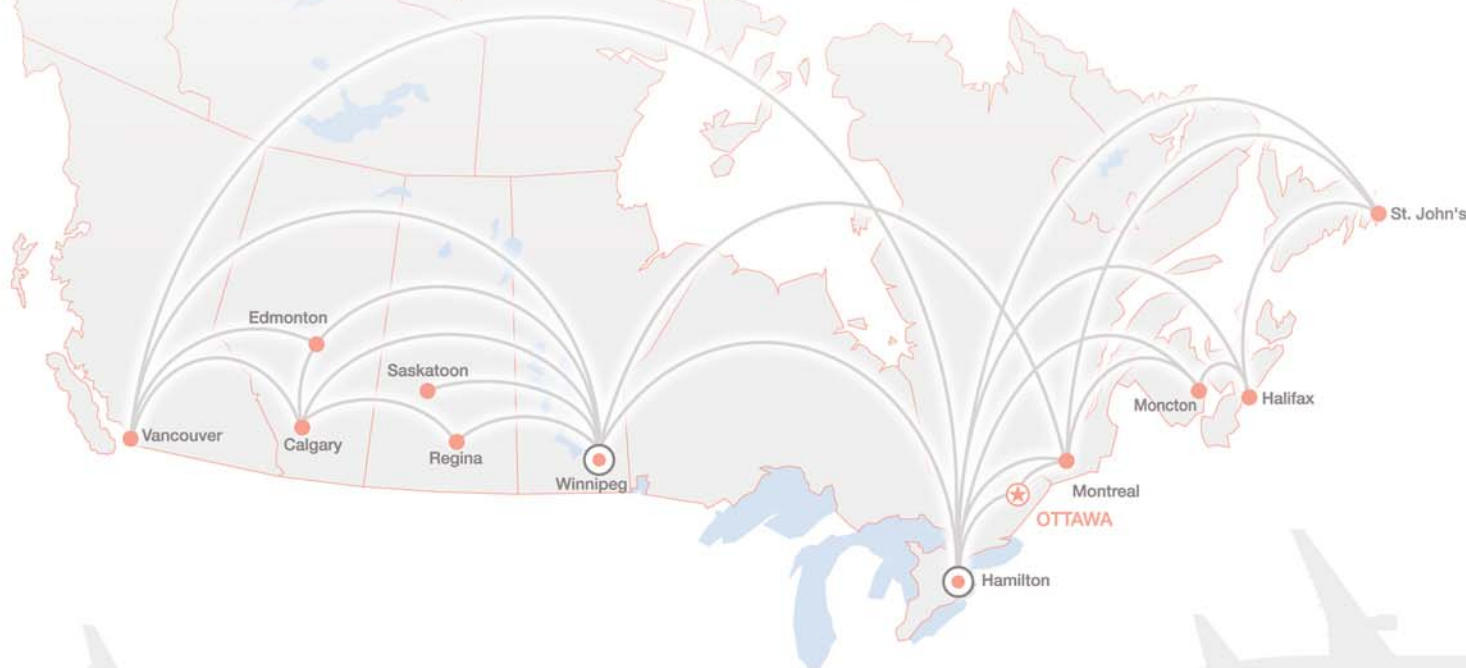 St. John's
Edmonton
Saskatoon
Halifax
Moncton
Vancouver
Calgary
Regina
Winnipeg
Montreal
OTTAWA
Hamilton